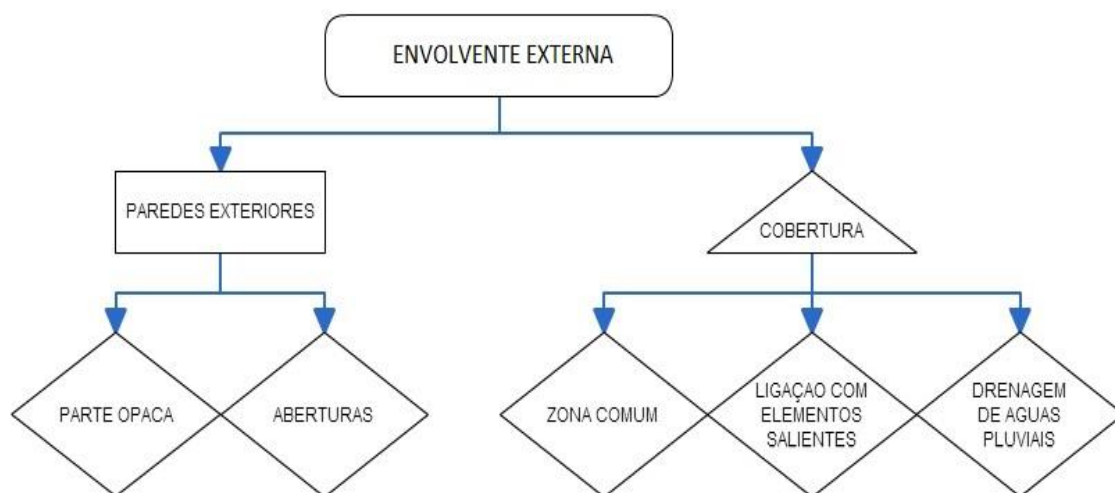 ENVOLVENTE EXTERNA
PAREDES EXTERIORES
COBERTURA
PARTE OPACA
ABERTURAS
ZONA COMUM
LIGAÇAO COM
ELEMENTOS
SALIENTES
DRENAGEM
DE AGUAS
PLUVIAIS